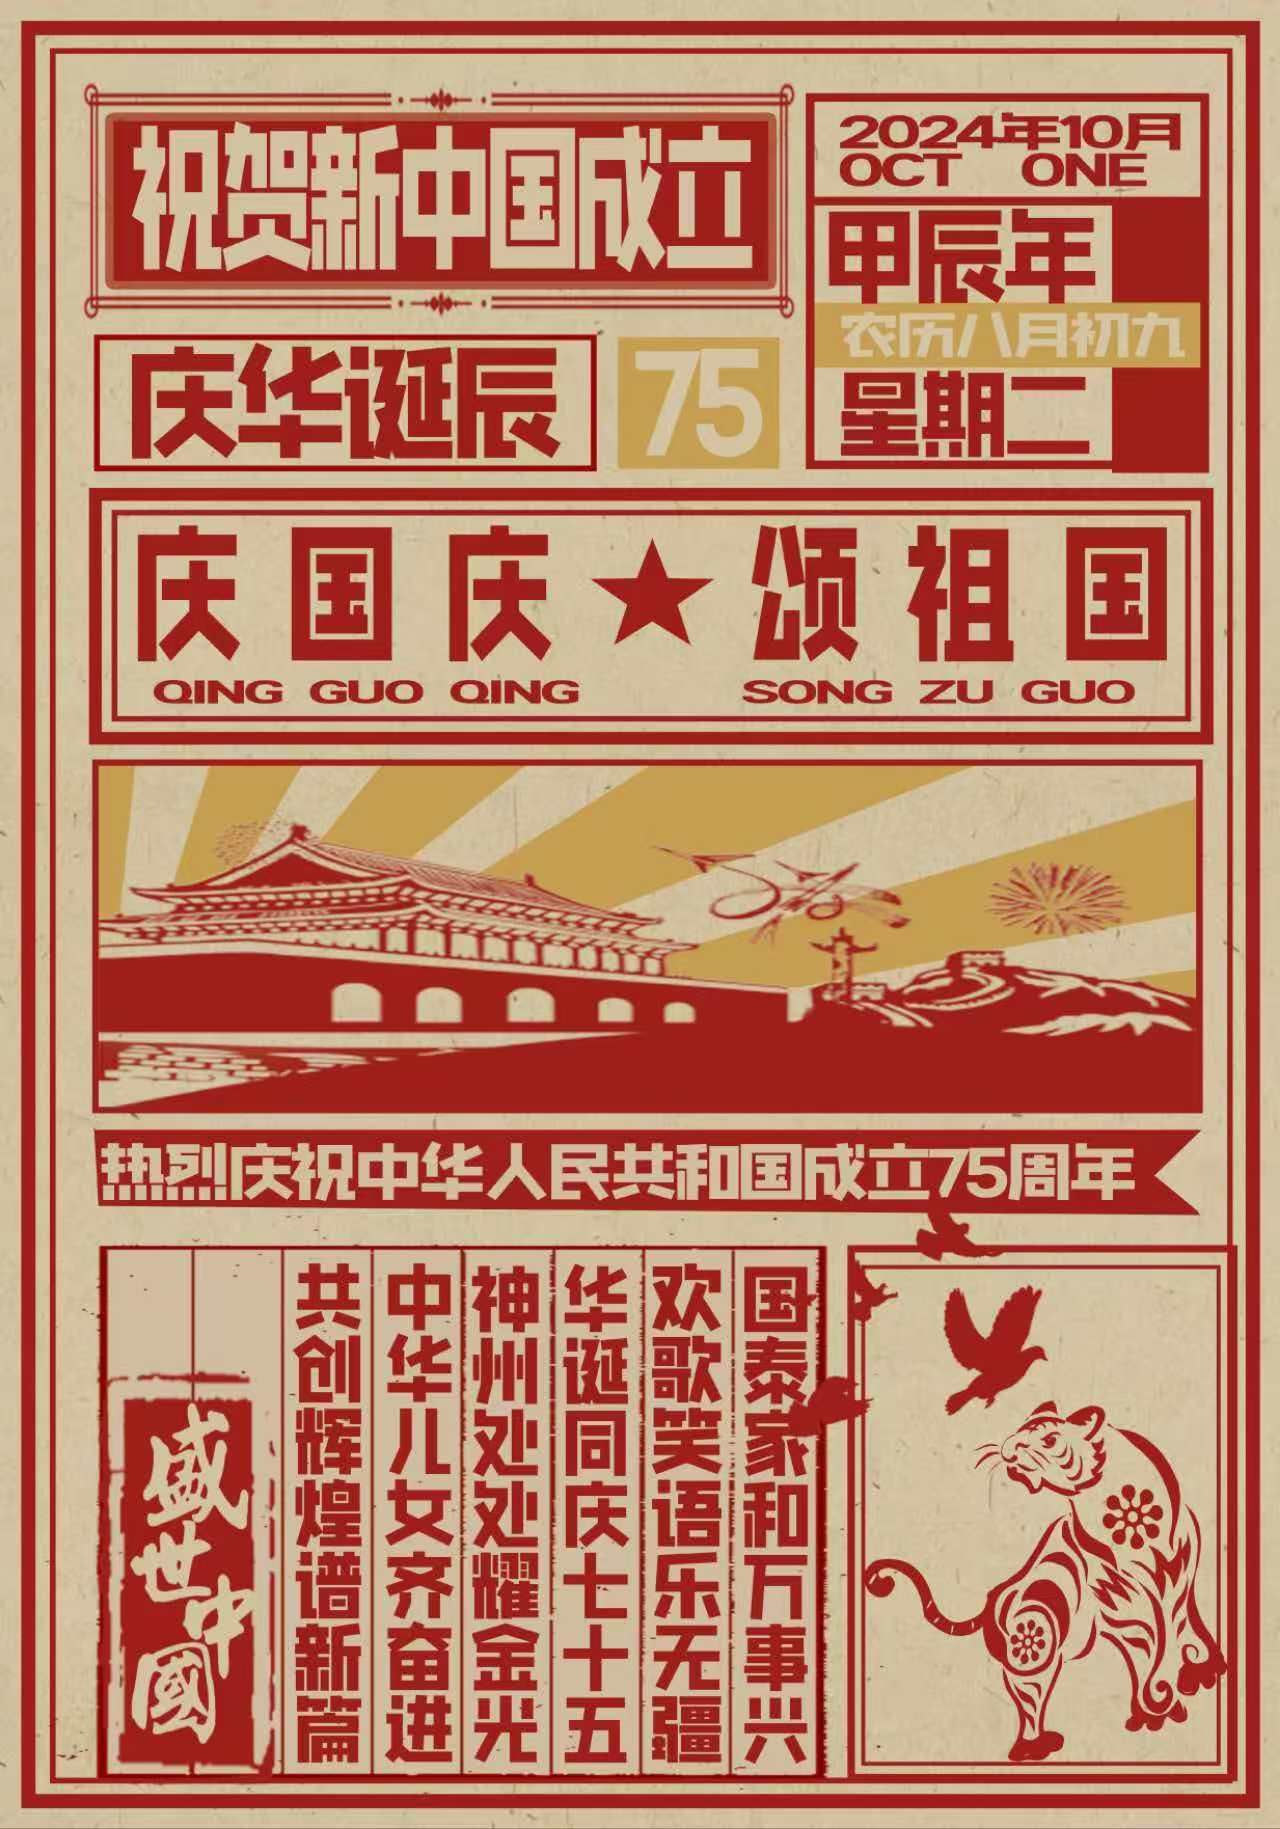 祝贺新中国成立
2024年10月
OCT ONE
甲辰年
农历八月初九
星期二
庆华诞辰
75
庆国庆★颂祖国
QING GUO QING SONG ZU GUO
热烈庆祝中华人民共和国成立75周年
国泰家和万事兴
欢歌笑语乐无疆
华诞同庆七十五
神州处处耀金光
中华儿女齐奋进
共创辉煌谱新篇
盛世中國